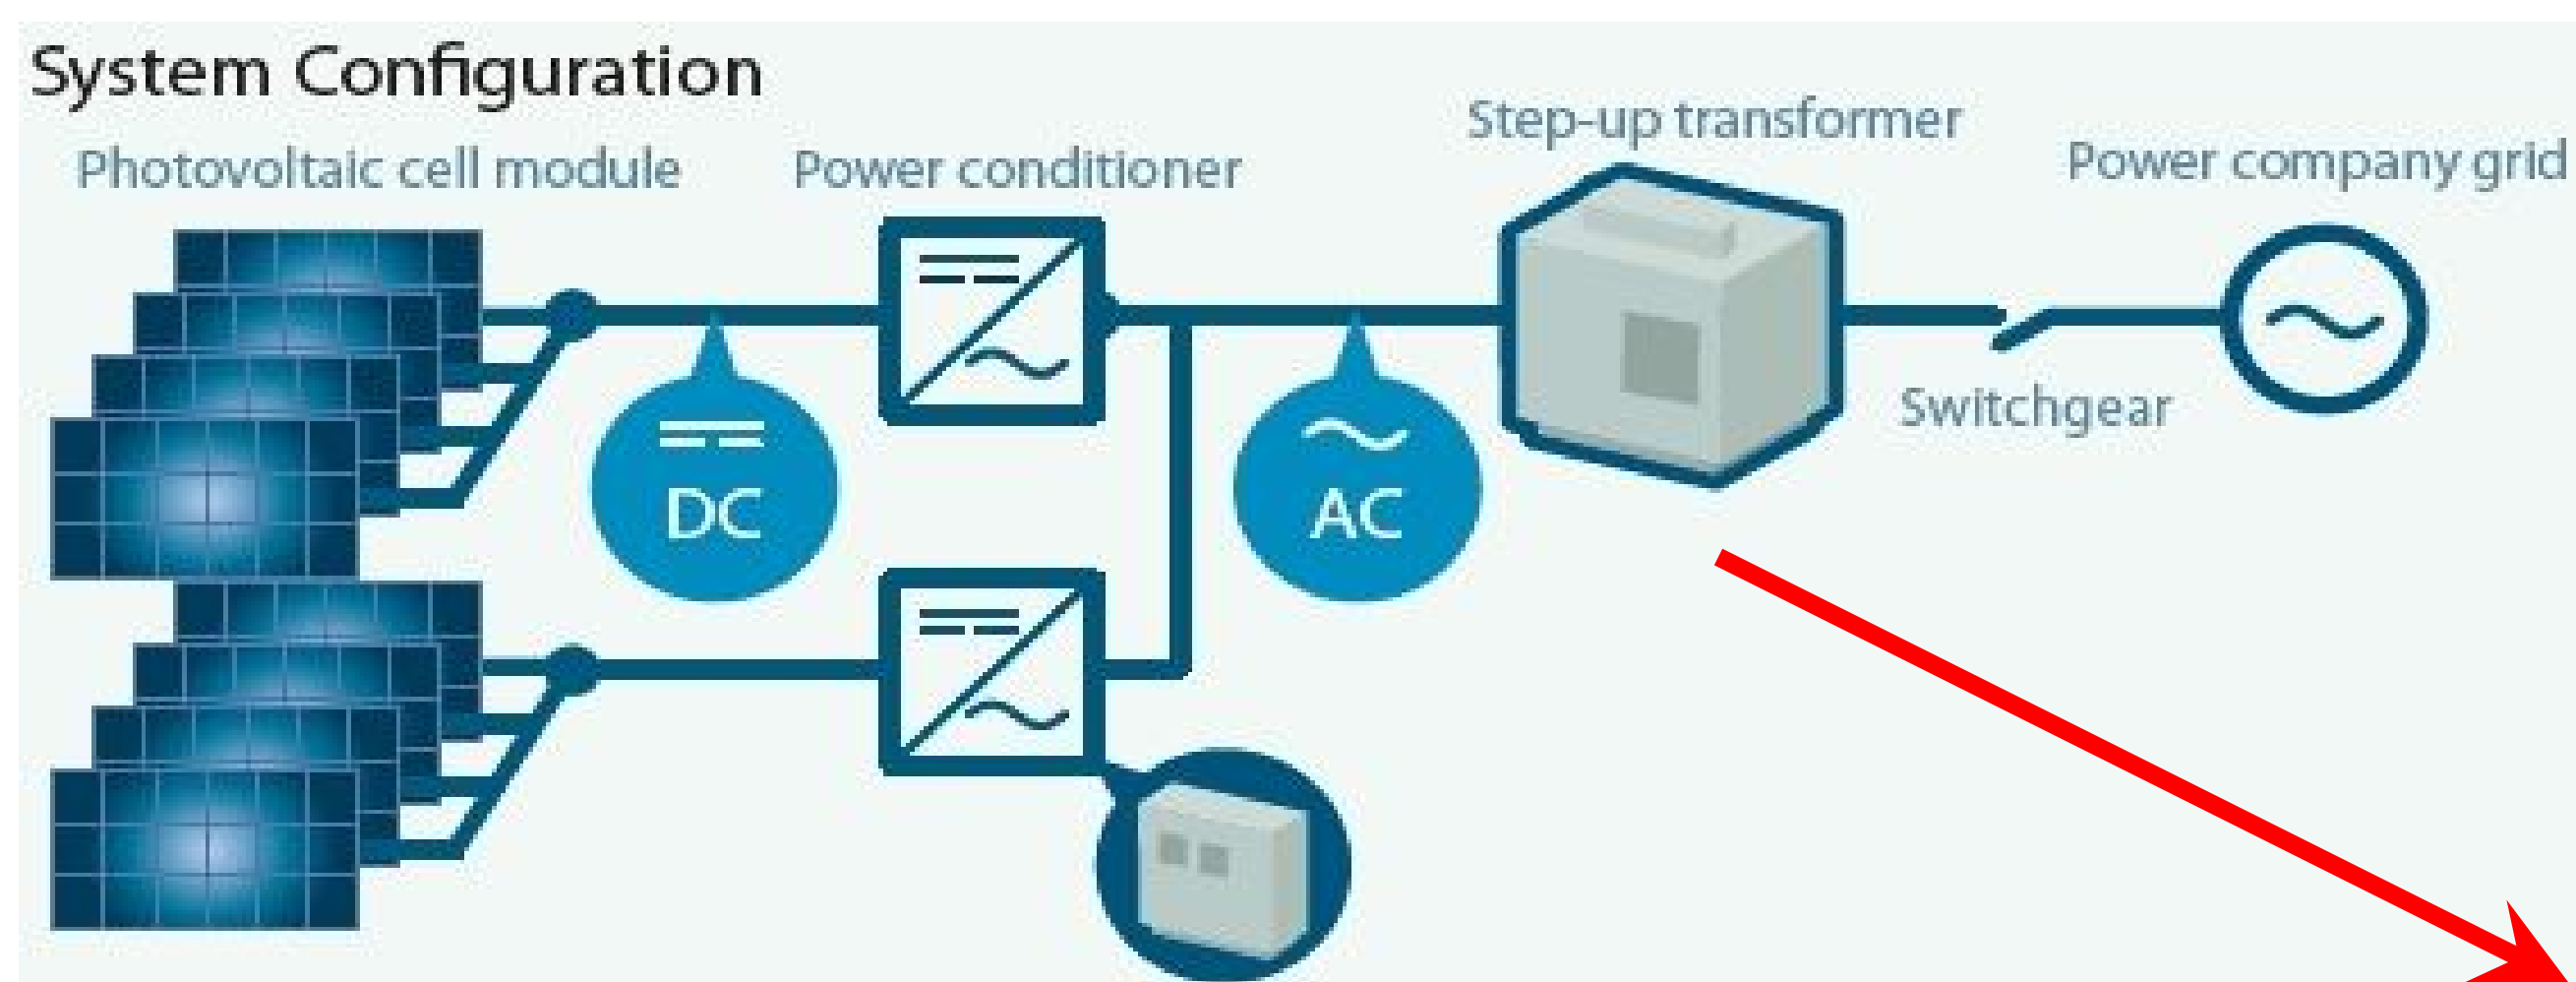 System Configuration
Photovoltaic cell module
Power conditioner
Step-up transformer
Power company grid
DC
AC
Switchgear